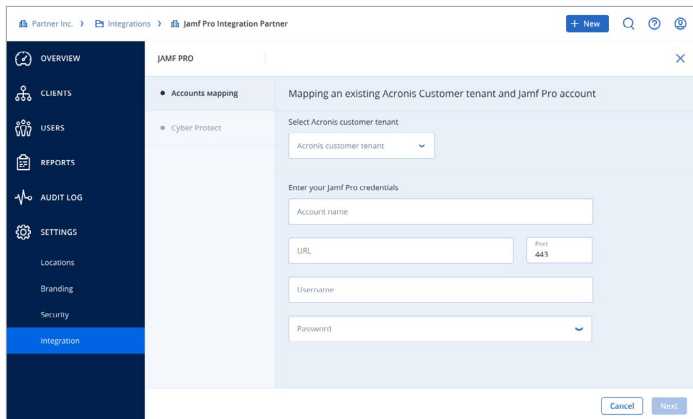 Partner Inc. > Integrations > Jamf Pro Integration Partner
+ New
OVERVIEW
CLIENTS
USERS
REPORTS
AUDIT LOG
SETTINGS
Locations
Branding
Security
Integration
JAMF PRO
Accounts Mapping
Cyber Protect
Mapping an existing Acronis Customer tenant and Jamf Pro account
Select Acronis customer tenant
Acronis customer tenant
Enter your Jamf Pro credentials
Account name
URL
Port
443
Username
Password
Cancel
Next